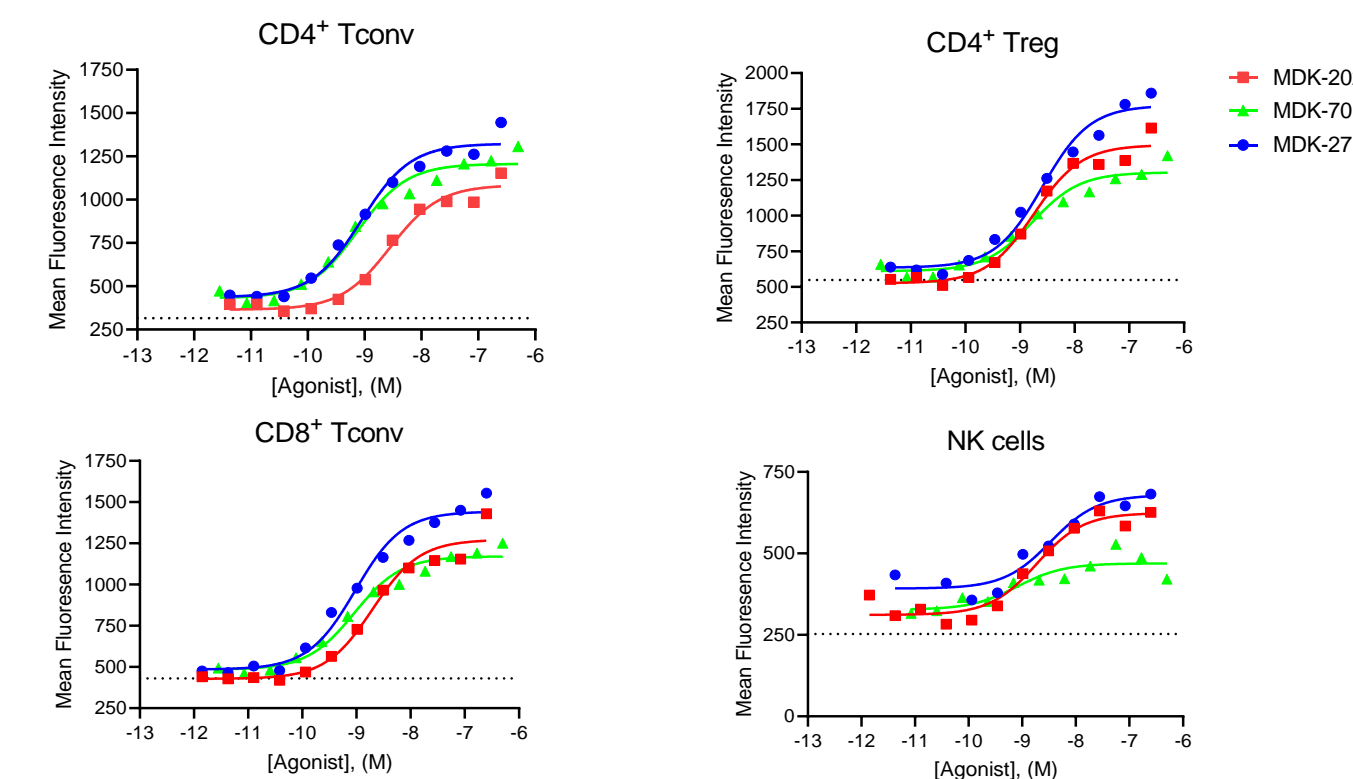 CD4+ Tconv
Mean Fluoresence Intensity
1750
1500
1250
1000
750
500
250
-13 -12 -11 -10 -9 -8 -7 -6
[Agonist], (M)
CD4+ Treg
Mean Fluoresence Intensity
2000
1750
1500
1250
1000
750
500
250
-13 -12 -11 -10 -9 -8 -7 -6
[Agonist], (M)
MDK-20
MDK-70
MDK-27
CD8+ Tconv
Mean Fluoresence Intensity
1750
1500
1250
1000
750
500
250
-13 -12 -11 -10 -9 -8 -7 -6
[Agonist], (M)
NK cells
Mean Fluoresence Intensity
750
500
250
0
-13 -12 -11 -10 -9 -8 -7 -6
[Agonist], (M)